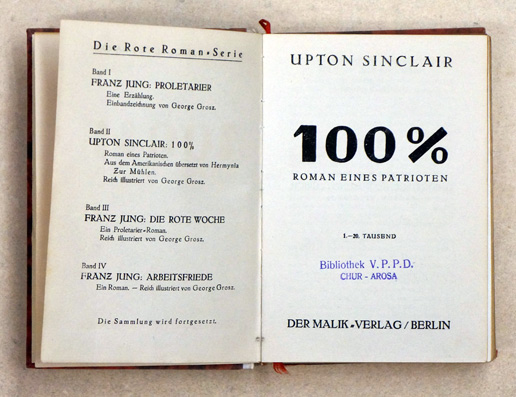 Die Rote Roman-Serie
Band I
FRANZ JUNG: PROLETARIER
Eine Erzählung.
Einbandzeichnung von George Grosz.
Band II
UPTON SINCLAIR: 100%
Roman eines Patrioten.
Aus dem Amerikanischen übersetzt von Hermynia
Zur Mühlen.
Reich illustriert von George Grosz.
Band III
FRANZ JUNG: DIE ROTE WOCHE
Ein Proletarier-Roman.
Reich illustriert von George Grosz.
Band IV
FRANZ JUNG: ARBEITSFRIEDE
Ein Roman. — Reich illustriert von George Grosz.
Die Sammlung wird fortgesetzt.
UPTON SINCLAIR
100%
ROMAN EINES PATRIOTEN
1.—20. TAUSEND
Bibliothek V. P. P. D.
CHUR - AROSA
DER MALIK-VERLAG / BERLIN